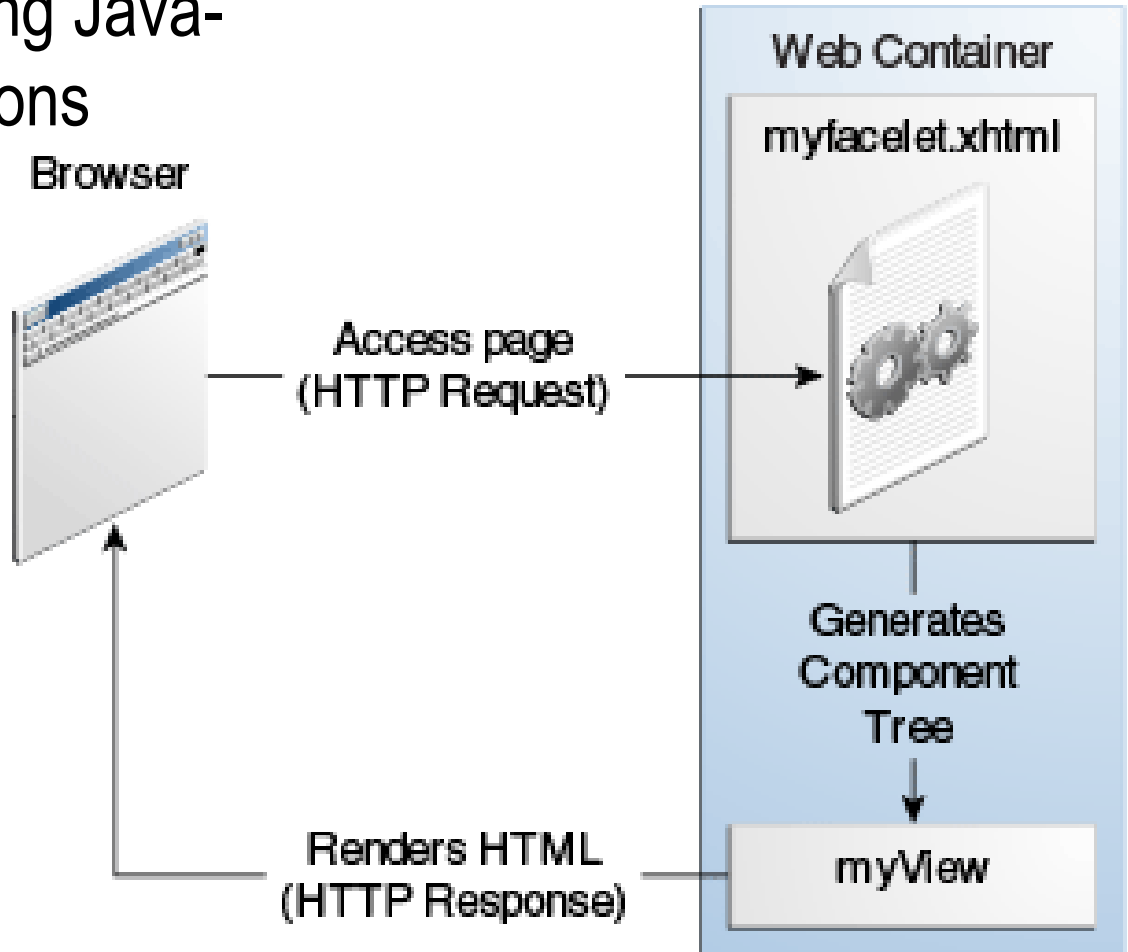 ng Java-
ons
Browser
Web Container
myfacelet.xhtml
Access page
(HTTP Request)
Generates
Component
Tree
Renders HTML
(HTTP Response)
myView